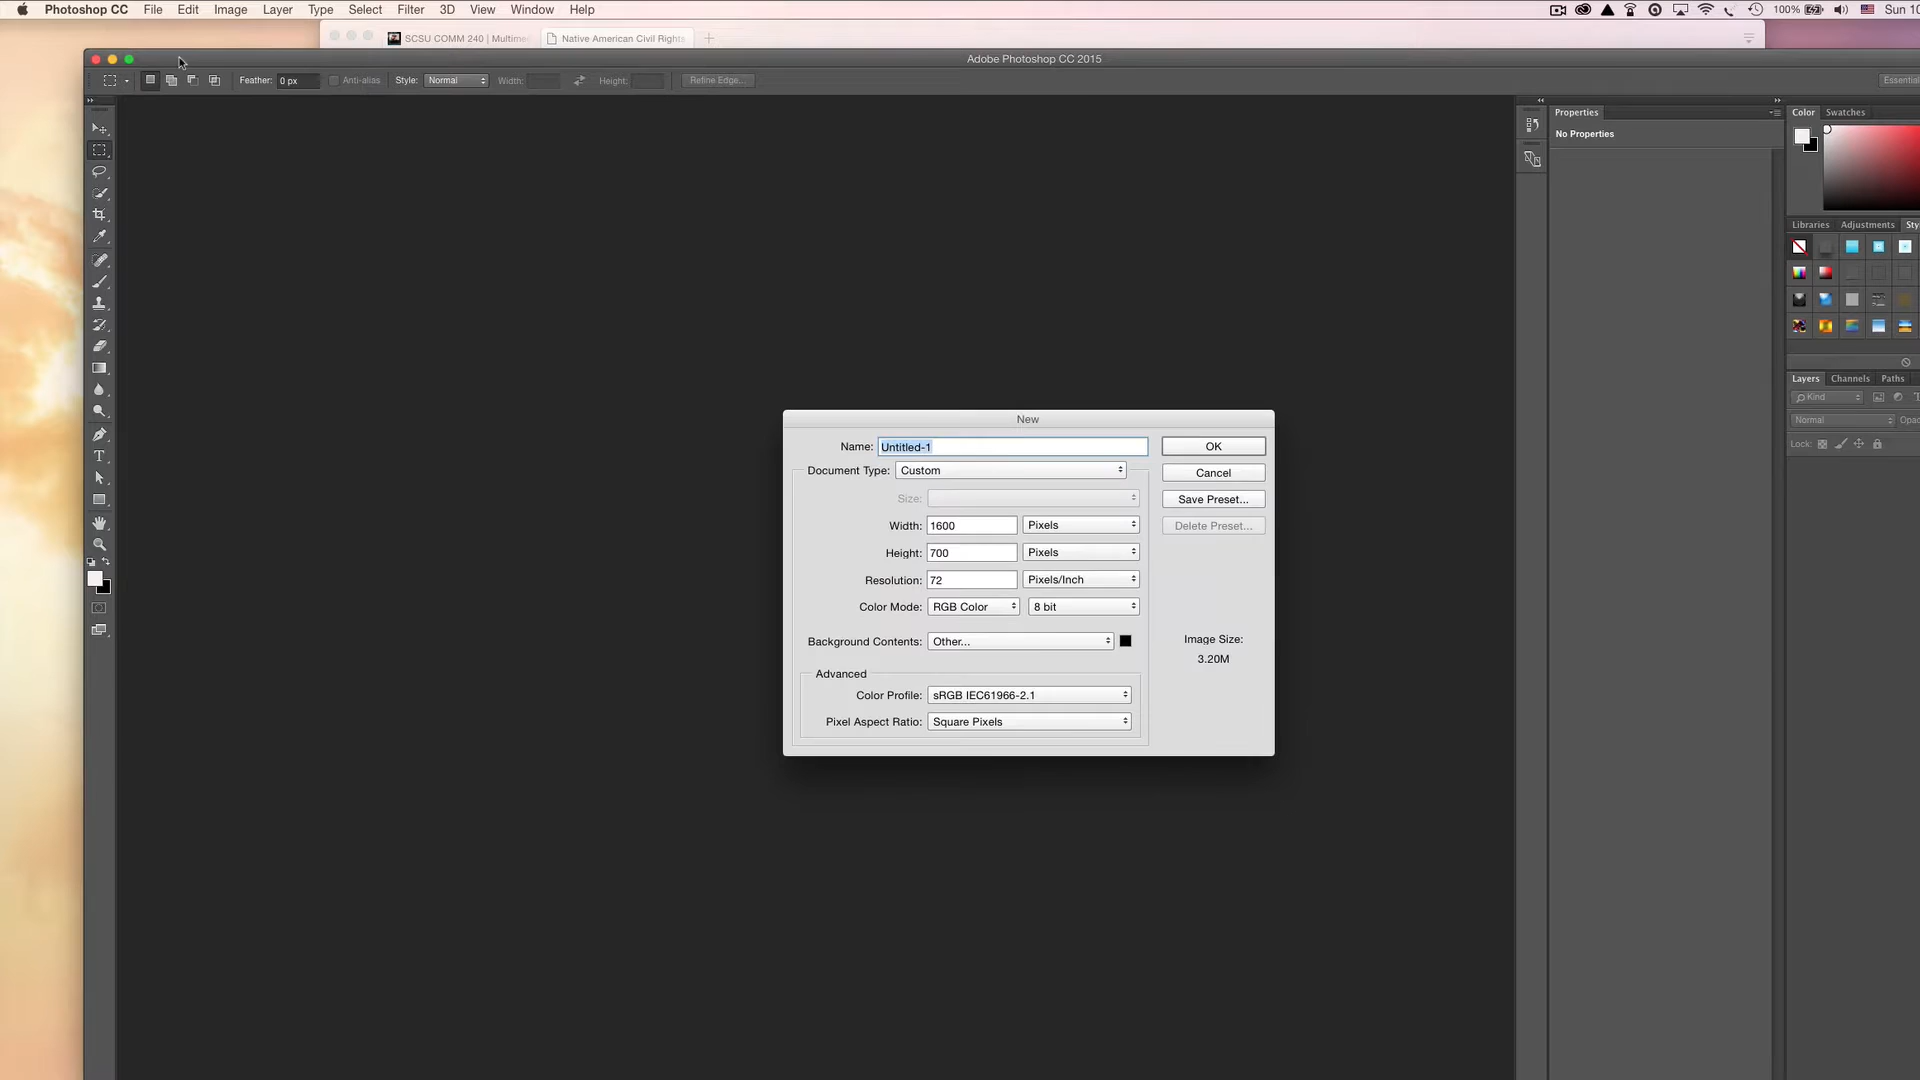 Photoshop CC File Edit Image Layer Type Select Filter 3D View Window Help 100% Sun 10
SCSU COMM 240 | Multime Native American Civil Rights
Adobe Photoshop CC 2015
Feather: 0 px Anti-alias Style: Normal Width: Height: Refine Edge... Essential
Properties
No Properties
Color Swatches
Libraries Adjustments Sty
Layers Channels Paths
Kind
Normal Opac
Lock:
New
Name: Untitled-1 OK
Document Type: Custom Cancel
Size: Save Preset...
Width: 1600 Pixels Delete Preset...
Height: 700 Pixels
Resolution: 72 Pixels/Inch
Color Mode: RGB Color 8 bit
Background Contents: Other... Image Size:
3.20M
Advanced
Color Profile: sRGB IEC61966-2.1
Pixel Aspect Ratio: Square Pixels